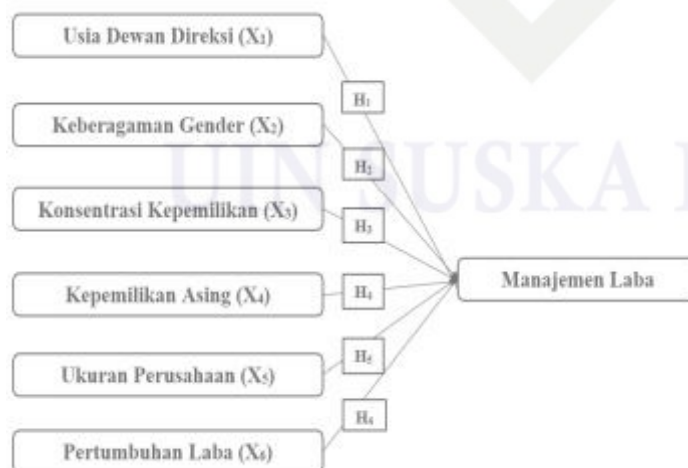 Usia Dewan Direksi (X₁)
H₁
Keberagaman Gender (X₂)
H₂
Konsentrasi Kepemilikan (X₃)
H₃
Kepemilikan Asing (X₄)
H₄
Manajemen Laba
Ukuran Perusahaan (X₅)
H₅
Pertumbuhan Laba (X₆)
H₆
UIN SUSKA